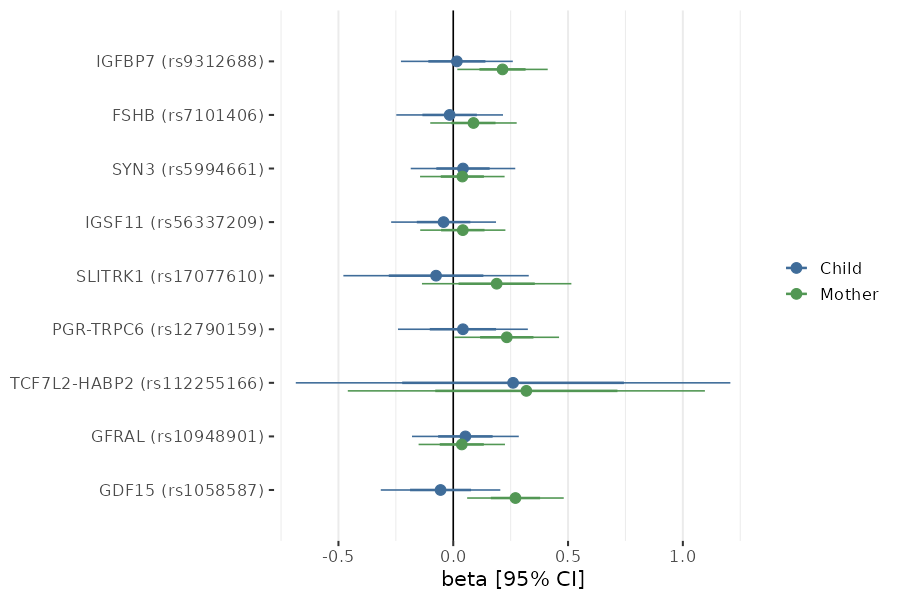 IGFBP7 (rs9312688)
FSHB (rs7101406)
SYN3 (rs5994661)
IGSF11 (rs56337209)
SLITRK1 (rs17077610)
PGR-TRPC6 (rs12790159)
TCF7L2-HABP2 (rs112255166)
GFRAL (rs10948901)
GDF15 (rs1058587)
-0.5 0.0 0.5 1.0
beta [95% CI]
Child
Mother